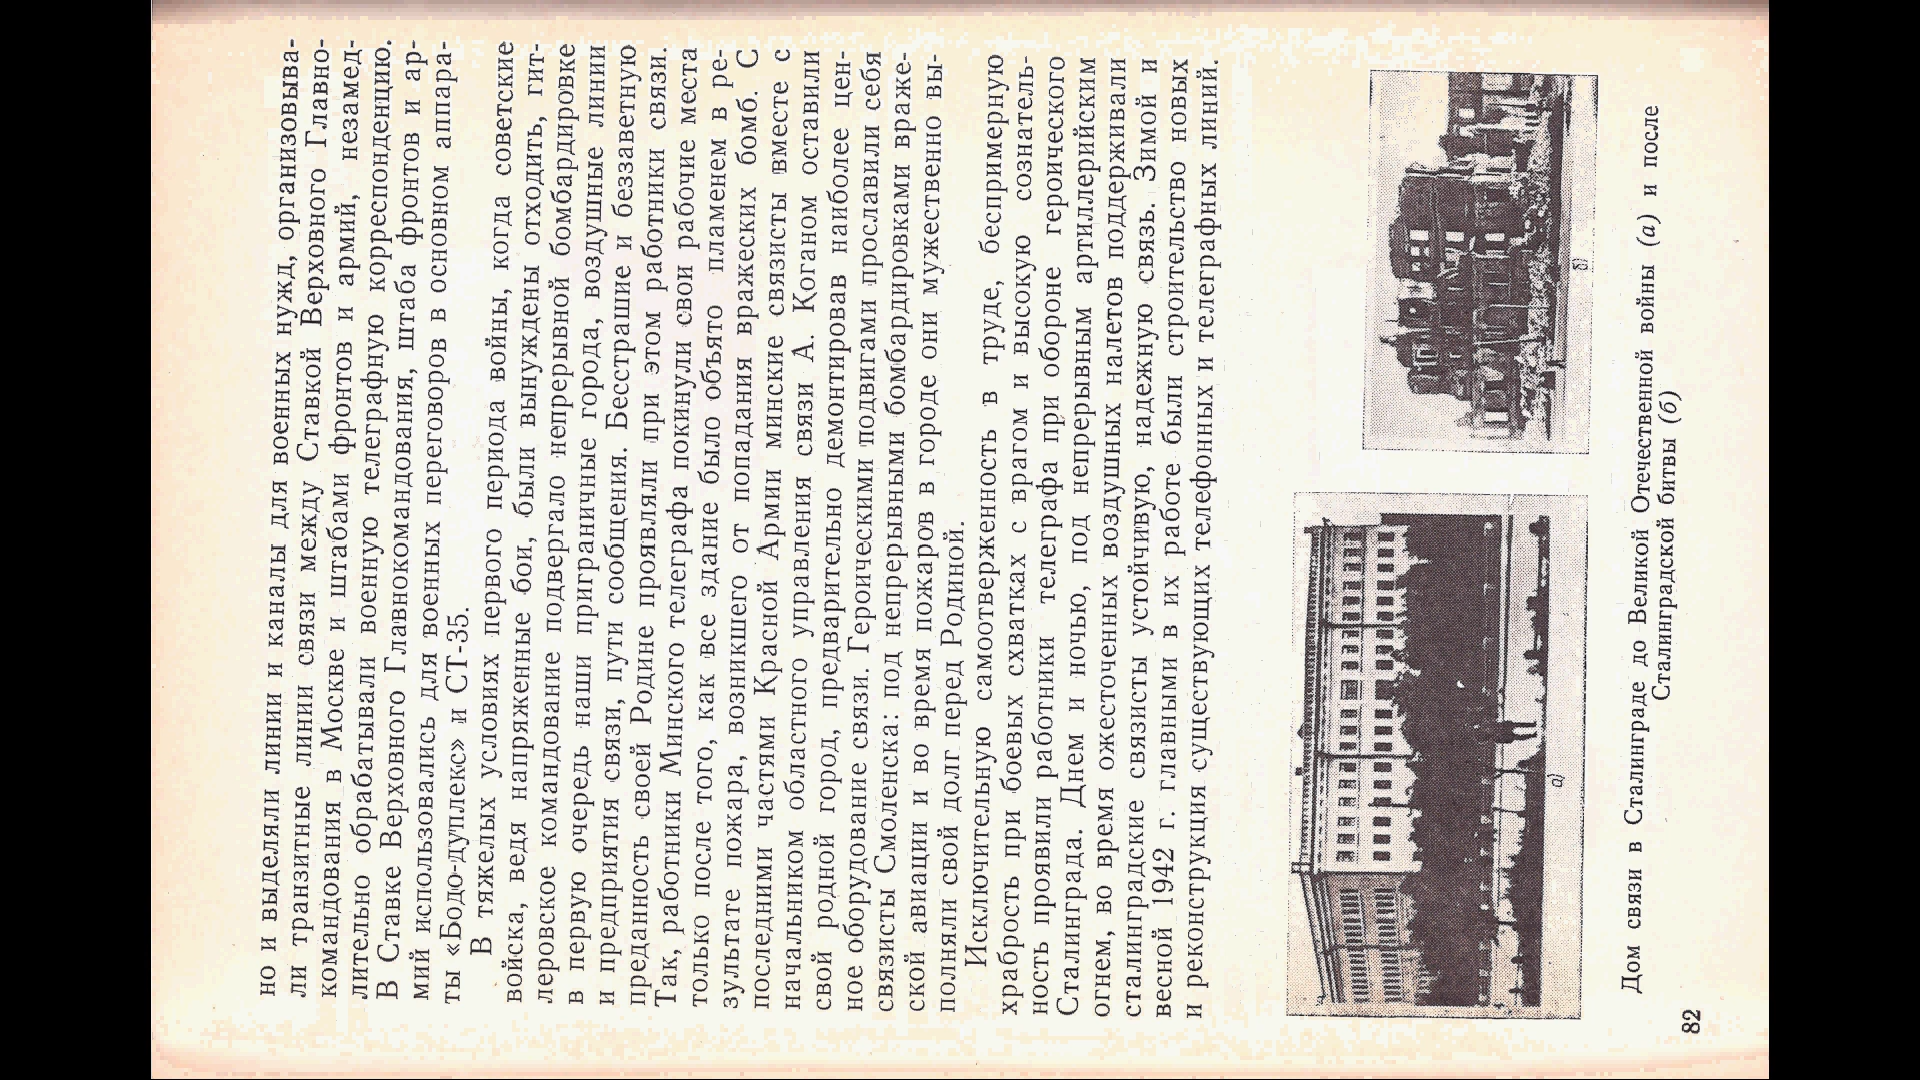 но и выделяли линии и каналы для военных нужд, организовыва-
ли транзитные линии связи между Ставкой Верховного Главно-
командования в Москве и штабами фронтов и армий, незамед-
лительно обрабатывали военную телеграфную корреспонденцию.
В Ставке Верховного Главнокомандования, штаба фронтов и ар-
мий использовались для военных переговоров в основном аппара-
ты «Бодо-дуплекс» и СТ-35.
В тяжелых условиях первого периода войны, когда советские
войска, ведя напряженные бои, были вынуждены отходить, гит-
леровское командование подвергало непрерывной бомбардировке
в первую очередь наши приграничные города, воздушные линии
и предприятия связи, пути сообщения. Бесстрашие и беззаветную
преданность своей Родине проявляли при этом работники связи.
Так, работники Минского телеграфа покинули свои рабочие места
только после того, как все здание было объято пламенем в ре-
зультате пожара, возникшего от попадания вражеских бомб. С
последними частями Красной Армии минские связисты вместе с
начальником областного управления связи А. Коганом оставили
свой родной город, предварительно демонтировав наиболее цен-
ное оборудование связи. Героическими подвигами прославили себя
связисты Смоленска: под непрерывными бомбардировками враже-
ской авиации и во время пожаров в городе они мужественно вы-
полняли свой долг перед Родиной.
Исключительную самоотверженность в труде, беспримерную
храбрость при боевых схватках с врагом и высокую сознатель-
ность проявили работники телеграфа при обороне героического
Сталинграда. Днем и ночью, под непрерывным артиллерийским
огнем, во время ожесточенных воздушных налетов поддерживали
сталинградские связисты устойчивую, надежную связь. Зимой и
весной 1942 г. главными в их работе были строительство новых
и реконструкция существующих телефонных и телеграфных линий.
а)
б)
Дом связи в Сталинграде до Великой Отечественной войны (а) и после
Сталинградской битвы (б)
82